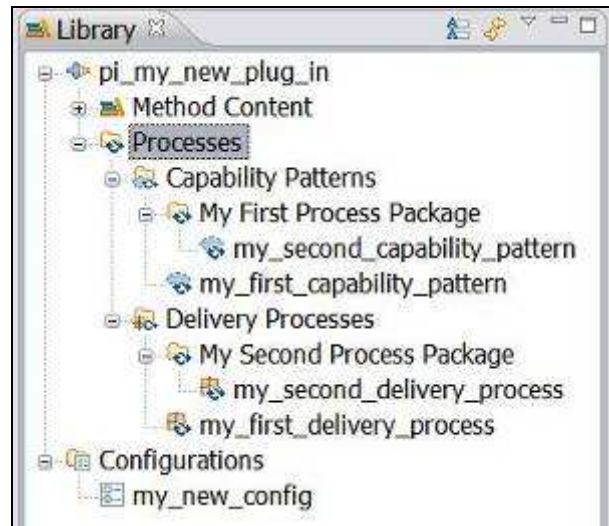 Library
pi_my_new_plug_in
Method Content
Processes
Capability Patterns
My First Process Package
my_second_capability_pattern
my_first_capability_pattern
Delivery Processes
My Second Process Package
my_second_delivery_process
my_first_delivery_process
Configurations
my_new_config